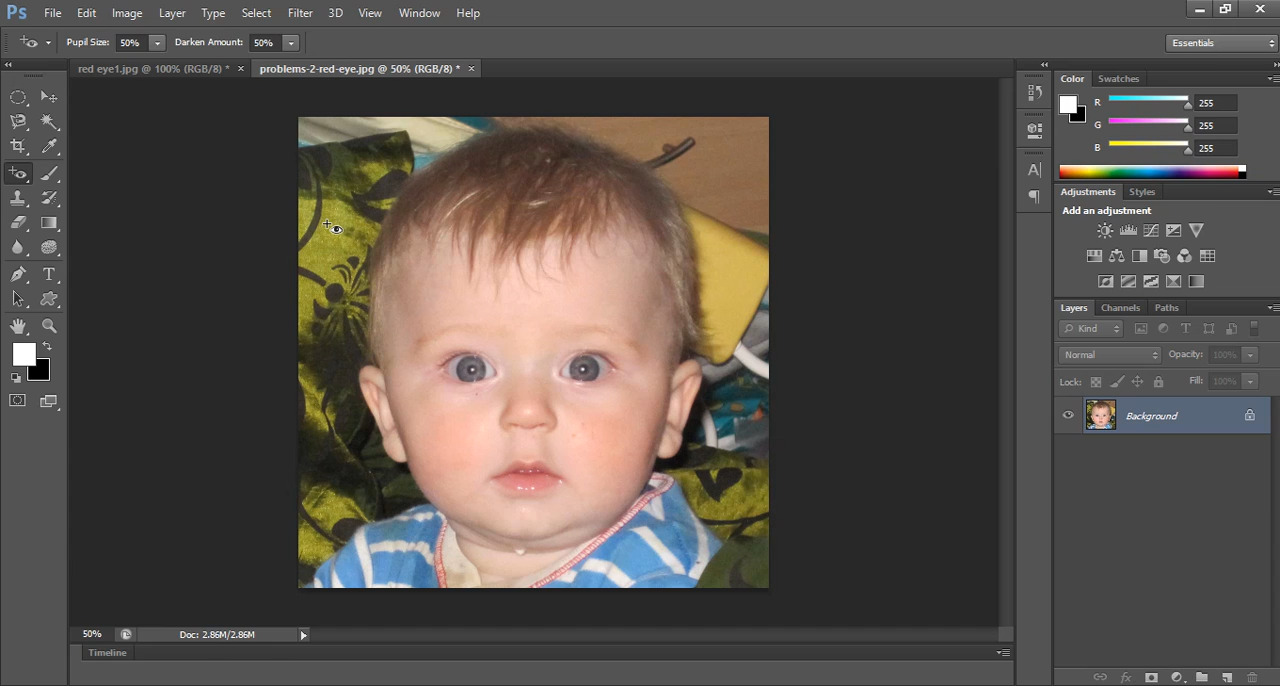 Ps File Edit Image Layer Type Select Filter 3D View Window Help
Pupil Size: 50% Darken Amount: 50% Essentials
red eye1.jpg @ 100% (RGB/8) * × problems-2-red-eye.jpg @ 50% (RGB/8) * ×
Color Swatches
R 255
G 255
B 255
Adjustments Styles
Add an adjustment
Layers Channels Paths
Kind
Normal Opacity: 100%
Lock: Fill: 100%
Background
50% Doc: 2.86M/2.86M
Timeline